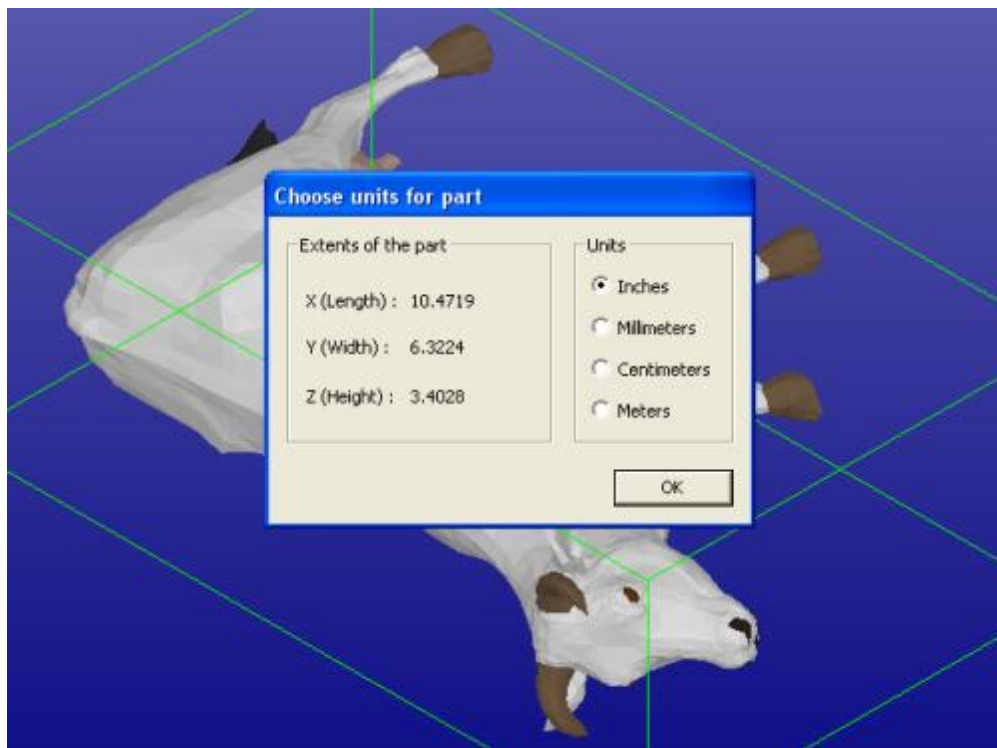 Choose units for part
Extents of the part
X (Length) : 10.4719
Y (Width) : 6.3224
Z (Height) : 3.4028
Units
Inches
Millimeters
Centimeters
Meters
OK